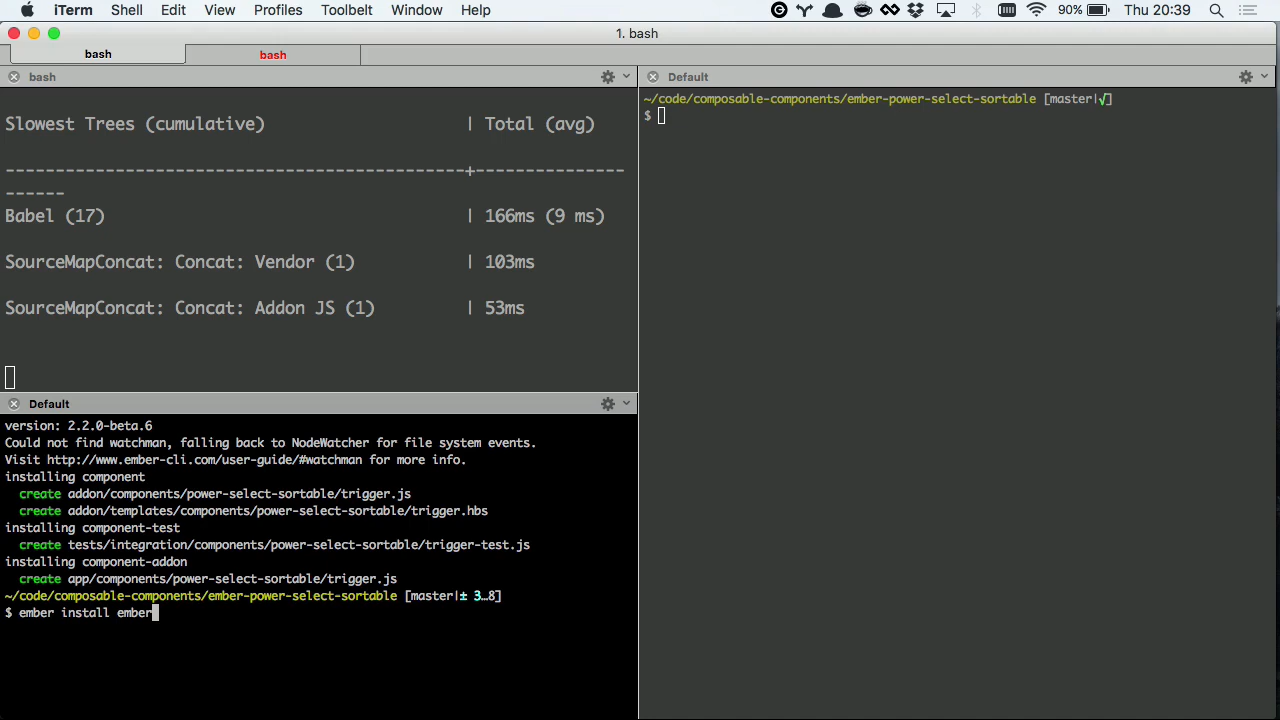 iTerm Shell Edit View Profiles Toolbelt Window Help 90% Thu 20:39
1. bash
bash bash
bash
Slowest Trees (cumulative) | Total (avg)
---------------------------------------------+---------------
------
Babel (17) | 166ms (9 ms)
SourceMapConcat: Concat: Vendor (1) | 103ms
SourceMapConcat: Concat: Addon JS (1) | 53ms
Default
version: 2.2.0-beta.6
Could not find watchman, falling back to NodeWatcher for file system events.
Visit http://www.ember-cli.com/user-guide/#watchman for more info.
installing component
create addon/components/power-select-sortable/trigger.js
create addon/templates/components/power-select-sortable/trigger.hbs
installing component-test
create tests/integration/components/power-select-sortable/trigger-test.js
installing component-addon
create app/components/power-select-sortable/trigger.js
~/code/composable-components/ember-power-select-sortable [master|± 3…8]
$ ember install ember
Default
~/code/composable-components/ember-power-select-sortable [master|√]
$